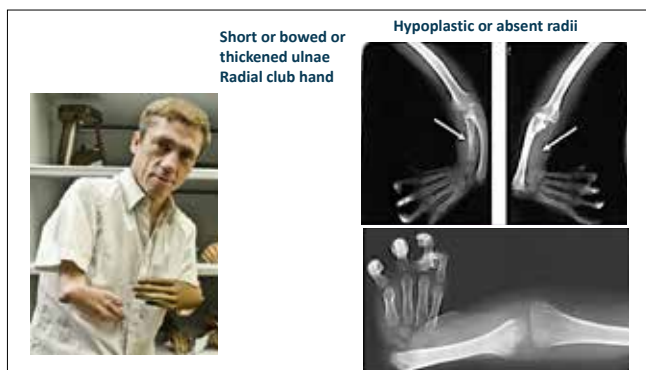 Short or bowed or
thickened ulnae
Radial club hand
Hypoplastic or absent radii